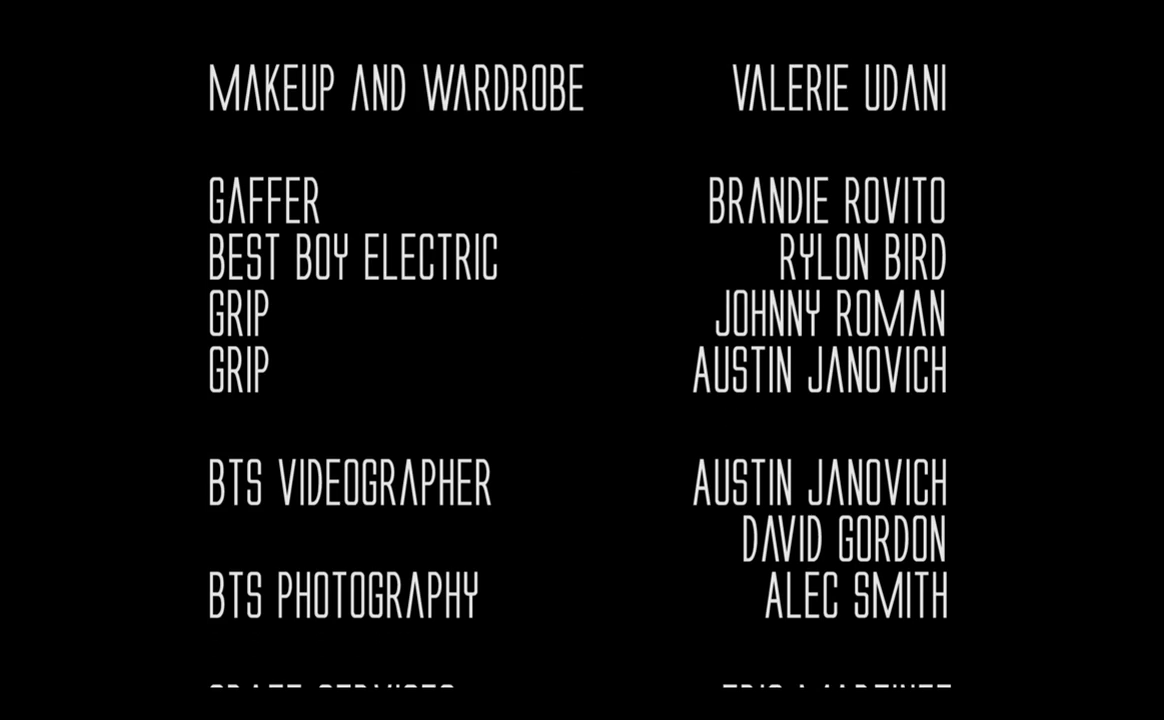 MAKEUP AND WARDROBE VALERIE UDANI
GAFFER BRANDIE ROVITO
BEST BOY ELECTRIC RYLON BIRD
GRIP JOHNNY ROMAN
GRIP AUSTIN JANOVICH
BTS VIDEOGRAPHER AUSTIN JANOVICH
DAVID GORDON
BTS PHOTOGRAPHY ALEC SMITH